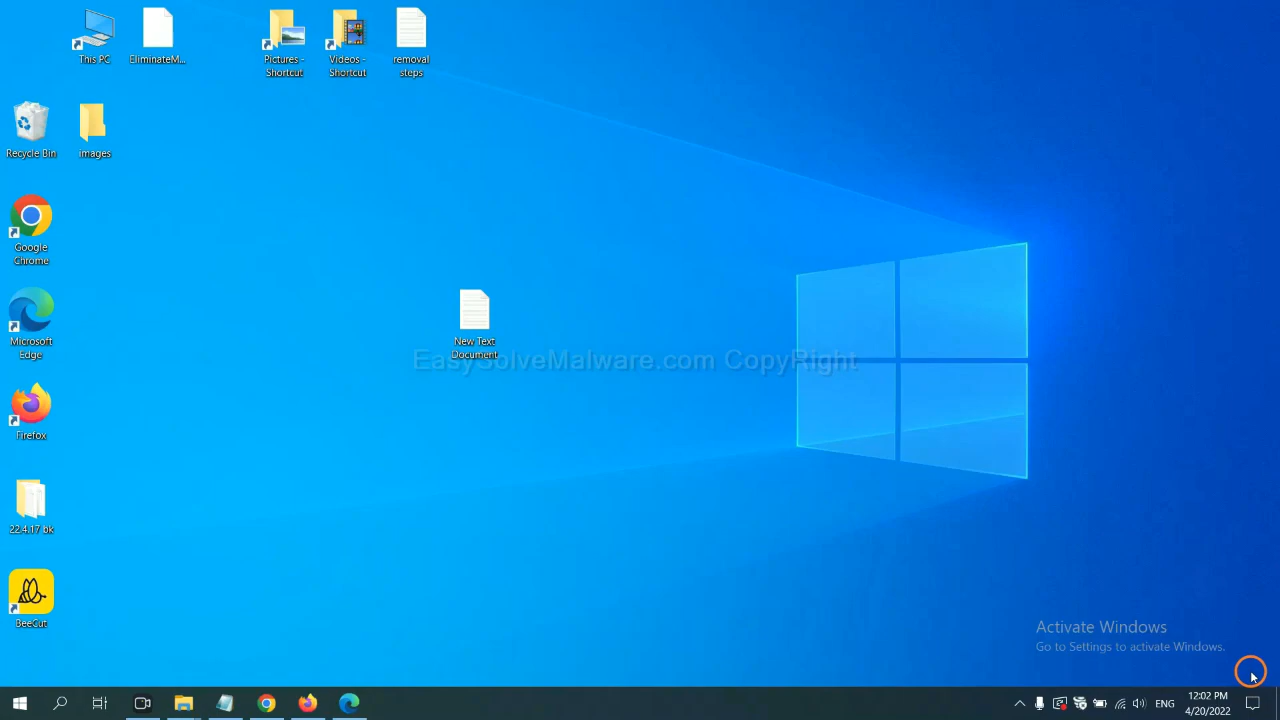 This PC
EliminateM...
Pictures -
Shortcut
Videos -
Shortcut
removal
steps
Recycle Bin
images
Google
Chrome
New Text
Document
Microsoft
Edge
EasySolveMalware.com CopyRight
Firefox
22.4.17 bk
BeeCut
Activate Windows
Go to Settings to activate Windows.
ENG
12:02 PM
4/20/2022